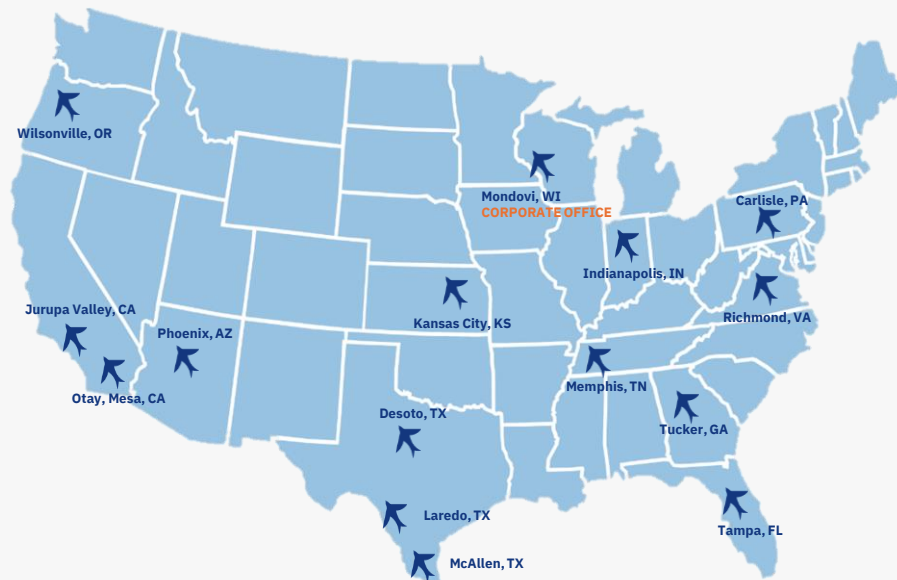 Wilsonville, OR
Mondovi, WI
CORPORATE OFFICE
Carlisle, PA
Indianapolis, IN
Jurupa Valley, CA
Richmond, VA
Kansas City, KS
Phoenix, AZ
Memphis, TN
Otay, Mesa, CA
Desoto, TX
Tucker, GA
Laredo, TX
Tampa, FL
McAllen, TX